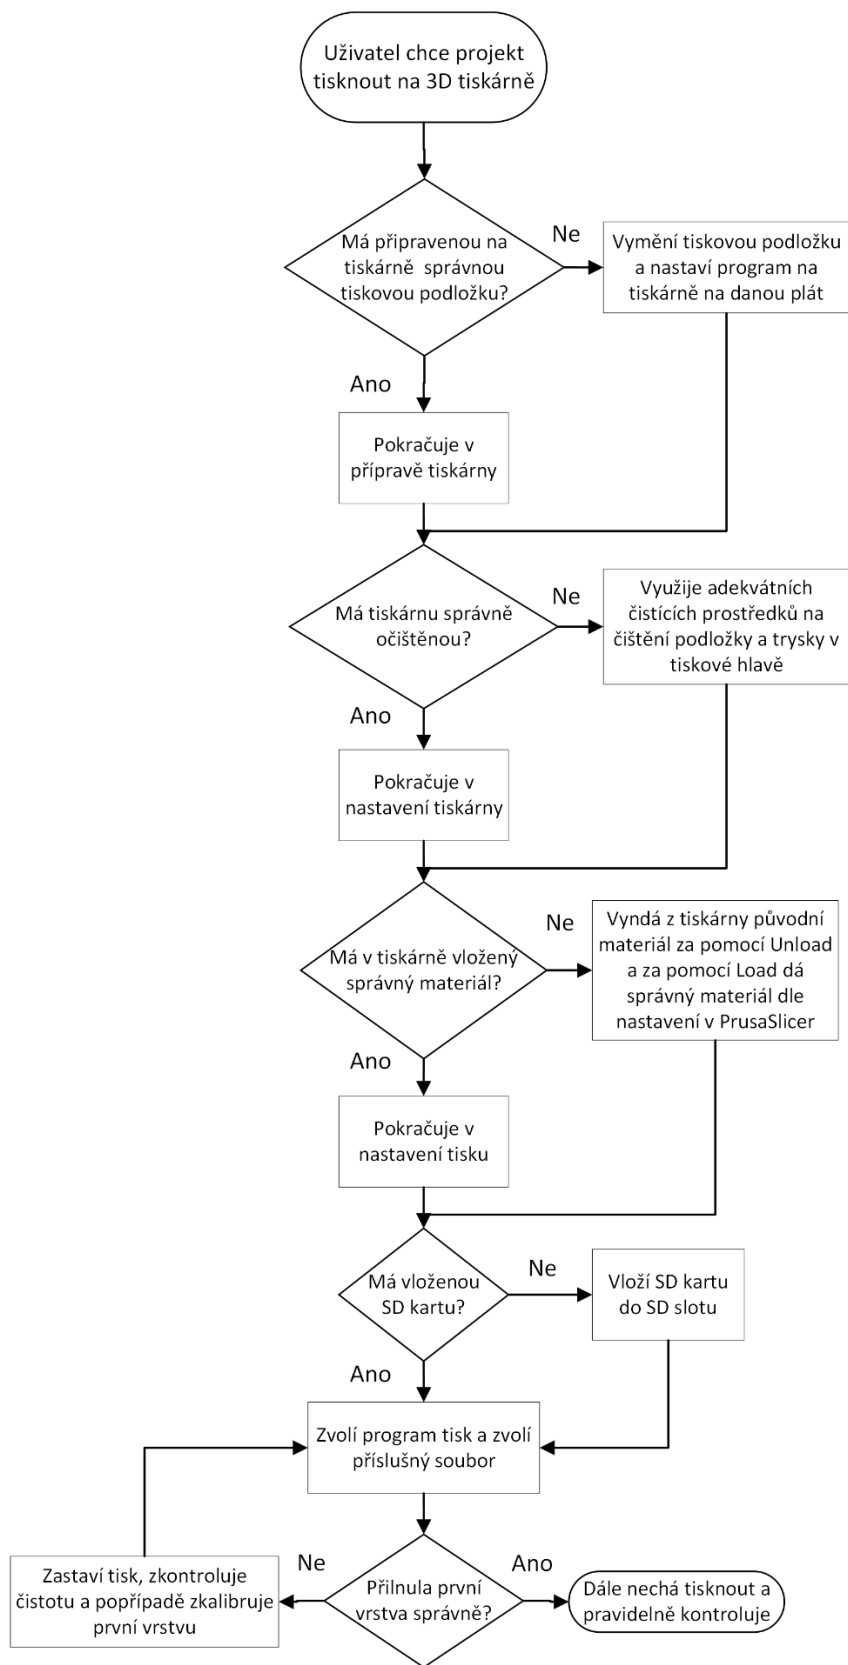 Uživatel chce projekt
tisknout na 3D tiskárně
Má připravenou na
tiskárně správnou
tiskovou podložku?
Ne
Vymění tiskovou podložku
a nastaví program na
tiskárně na danou plát
Ano
Pokračuje v
přípravě tiskárny
Má tiskárnu správně
očištěnou?
Ne
Využije adekvátních
čistících prostředků na
čištění podložky a trysky v
tiskové hlavě
Ano
Pokračuje v
nastavení tiskárny
Má v tiskárně vložený
správný materiál?
Ne
Vyndá z tiskárny původní
materiál za pomocí Unload
a za pomocí Load dá
správný materiál dle
nastavení v PrusaSlicer
Ano
Pokračuje v
nastavení tisku
Má vloženou
SD kartu?
Ne
Vloží SD kartu
do SD slotu
Ano
Zvolí program tisk a zvolí
příslušný soubor
Přilnula první
vrstva správně?
Ne
Zastaví tisk, zkontroluje
čistotu a popřípadě zkalibruje
první vrstvu
Ano
Dále nechá tisknout a
pravidelně kontroluje